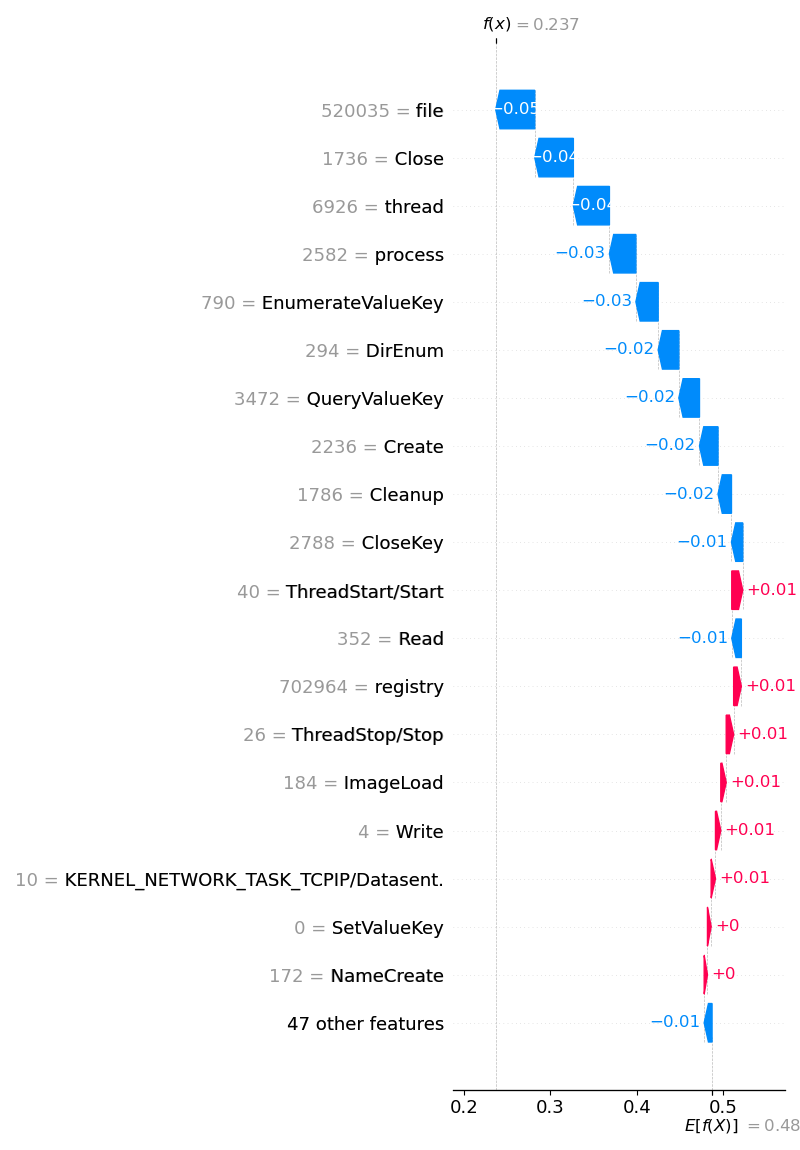 f(x) = 0.237
520035 = file
−0.05
1736 = Close
−0.04
6926 = thread
−0.04
2582 = process
−0.03
790 = EnumerateValueKey
−0.03
294 = DirEnum
−0.02
3472 = QueryValueKey
−0.02
2236 = Create
−0.02
1786 = Cleanup
−0.02
2788 = CloseKey
−0.01
40 = ThreadStart/Start
+0.01
352 = Read
−0.01
702964 = registry
+0.01
26 = ThreadStop/Stop
+0.01
184 = ImageLoad
+0.01
4 = Write
+0.01
10 = KERNEL_NETWORK_TASK_TCPIP/Datasent.
+0.01
0 = SetValueKey
+0
172 = NameCreate
+0
47 other features
−0.01
0.2 0.3 0.4 0.5
E[f(X)] = 0.48